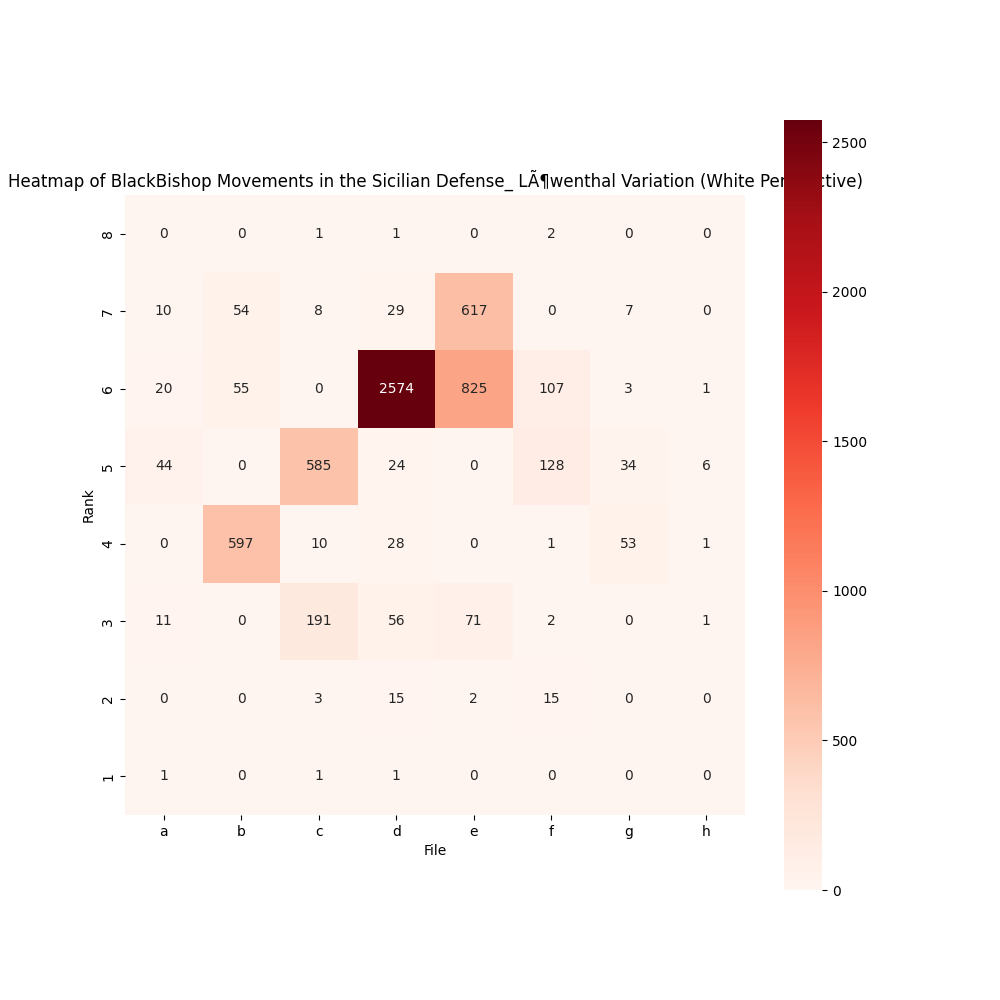 Heatmap of BlackBishop Movements in the Sicilian Defense_ LÃ¶wenthal Variation (White Per ctive)
2500
2000
1500
1000
500
0
Rank
8 0 0 1 1 0 2 0 0
7 10 54 8 29 617 0 7 0
6 20 55 0 2574 825 107 3 1
5 44 0 585 24 0 128 34 6
4 0 597 10 28 0 1 53 1
3 11 0 191 56 71 2 0 1
2 0 0 3 15 2 15 0 0
1 1 0 1 1 0 0 0 0
a b c d e f g h
File